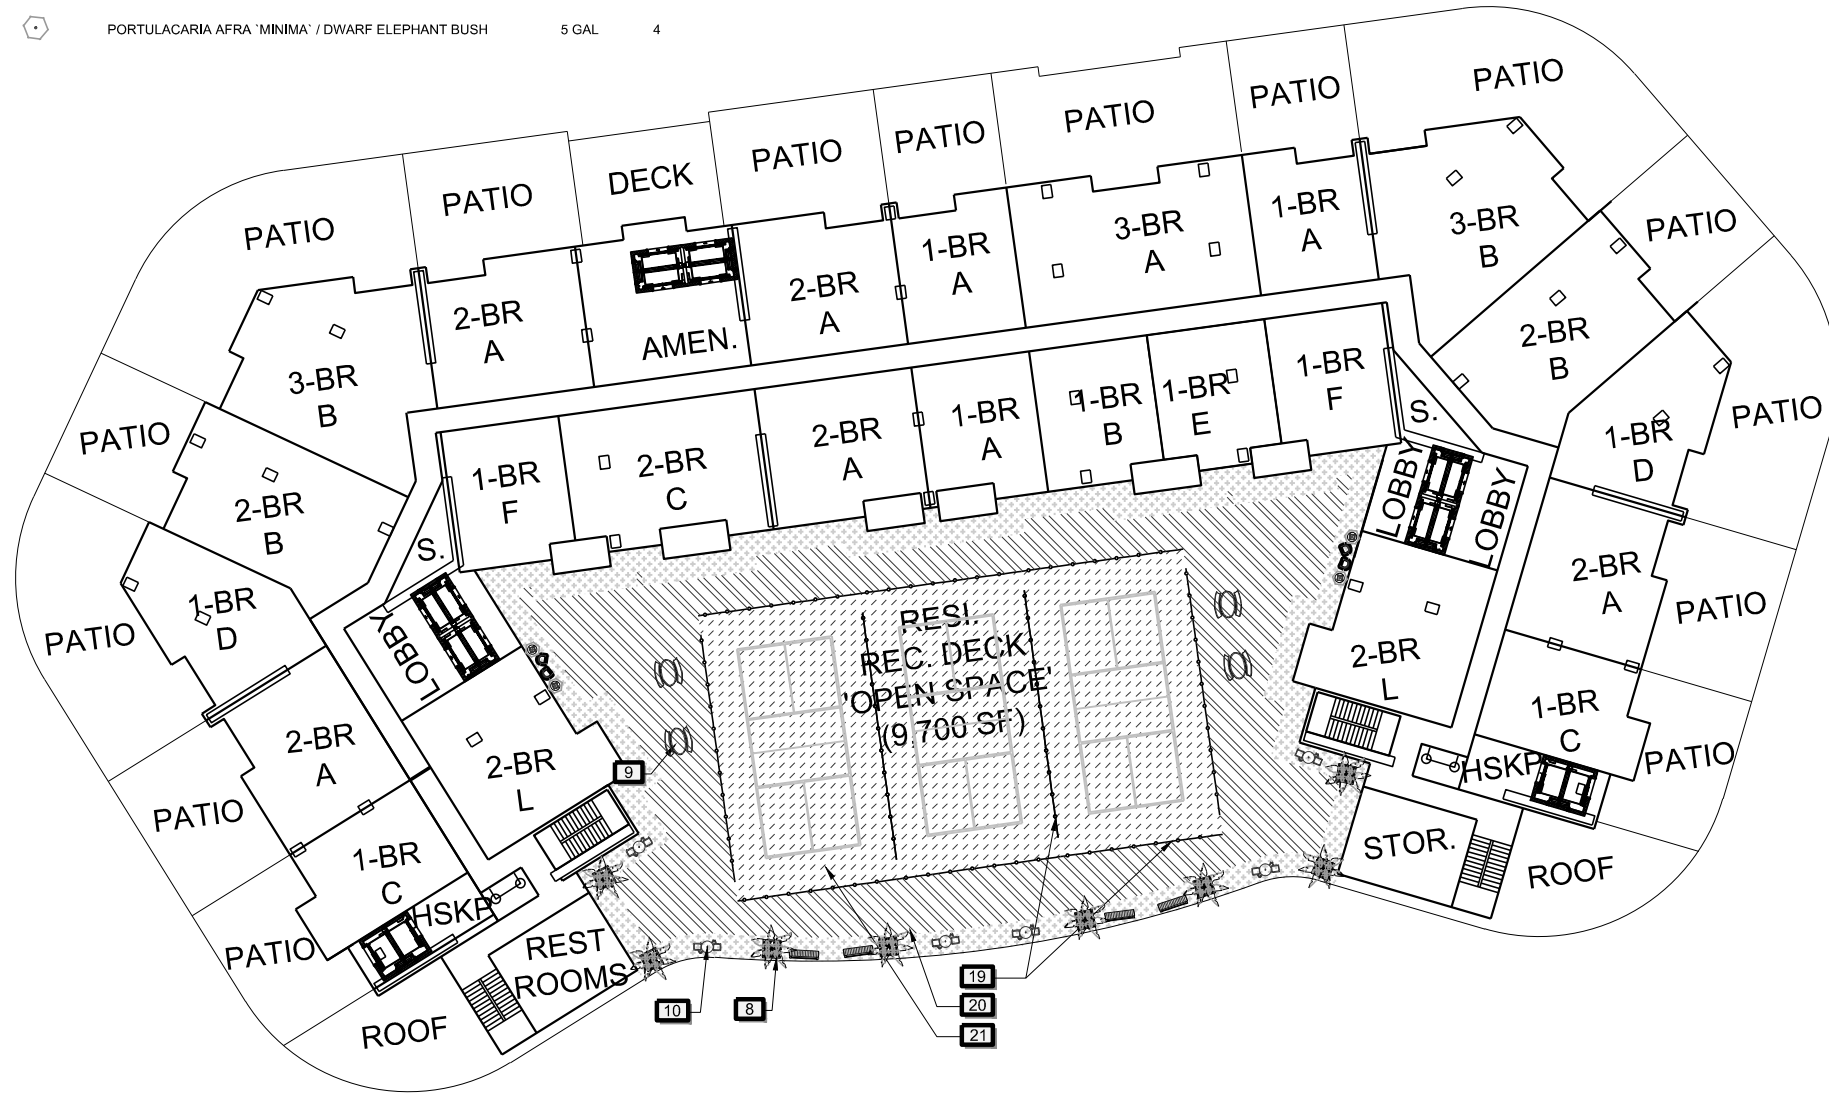 PORTULACARIA AFRA `MINIMA` / DWARF ELEPHANT BUSH 5 GAL 4
PATIO
PATIO
PATIO
PATIO
PATIO
PATIO
DECK
PATIO
PATIO
PATIO
1-BR
A
3-BR
A
3-BR
B
1-BR
A
2-BR
A
2-BR
A
AMEN.
3-BR
B
2-BR
B
1-BR
F
1-BR
E
1-BR
B
1-BR
A
2-BR
A
2-BR
C
1-BR
F
S.
S.
PATIO
PATIO
1-BR
D
LOBBY
LOBBY
2-BR
B
1-BR
D
2-BR
A
PATIO
PATIO
LOBBY
RESI.
REC. DECK
'OPEN SPACE'
(9,700 SF)
2-BR
L
1-BR
C
PATIO
HSKP
2-BR
A
2-BR
L
9
PATIO
1-BR
C
HSKP
STOR.
ROOF
PATIO
REST
ROOMS
ROOF
10
8
19
20
21